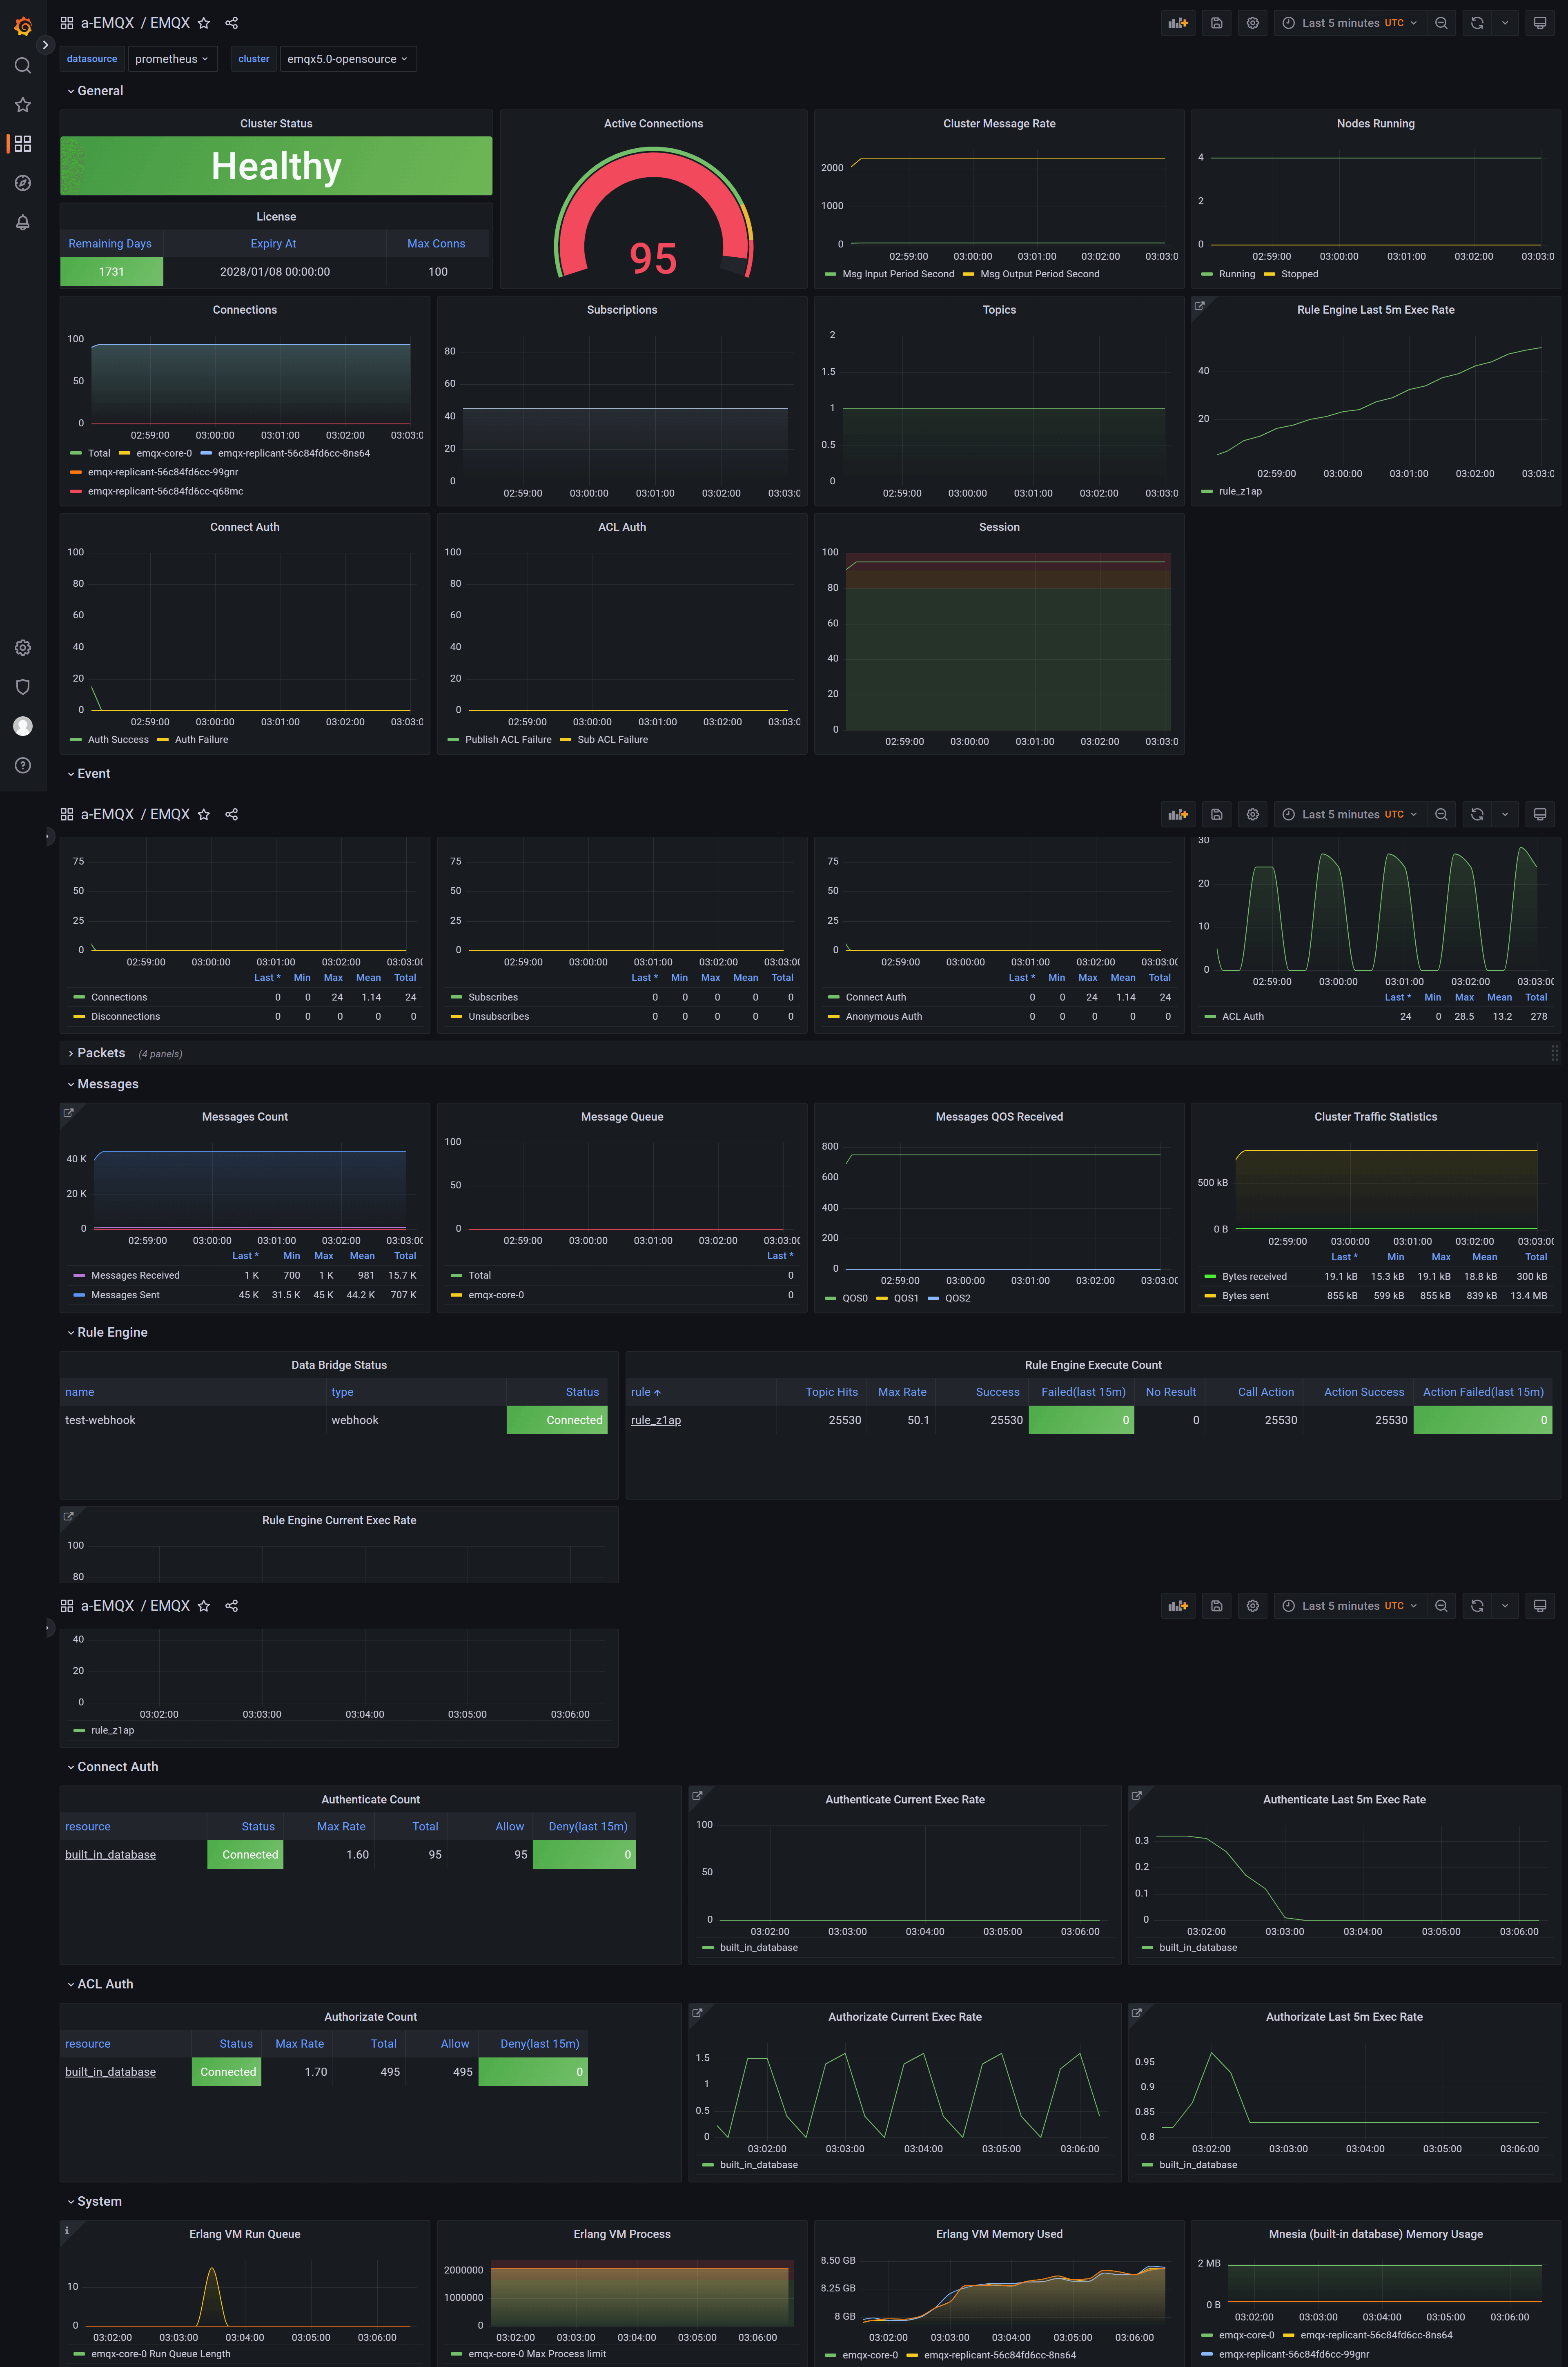 a-EMQX / EMQX
Last 5 minutes UTC
datasource prometheus cluster emqx5.0-opensource
General
Cluster Status
Healthy
License
Remaining Days Expiry At Max Conns
1731 2028/01/08 00:00:00 100
Active Connections
95
Cluster Message Rate
2000
1000
0
02:59:00 03:00:00 03:01:00 03:02:00 03:03:0
Msg Input Period Second Msg Output Period Second
Nodes Running
4
2
0
02:59:00 03:00:00 03:01:00 03:02:00 03:03:0
Running Stopped
Connections
100
50
0
02:59:00 03:00:00 03:01:00 03:02:00 03:03:0
Total emqx-core-0 emqx-replicant-56c84fd6cc-8ns64
emqx-replicant-56c84fd6cc-99gnr
emqx-replicant-56c84fd6cc-q68mc
Subscriptions
80
60
40
20
0
02:59:00 03:00:00 03:01:00 03:02:00 03:03:0
Topics
2
1.5
1
0.5
0
02:59:00 03:00:00 03:01:00 03:02:00 03:03:0
Rule Engine Last 5m Exec Rate
40
20
02:59:00 03:00:00 03:01:00 03:02:00 03:03:0
rule_z1ap
Connect Auth
100
80
60
40
20
0
02:59:00 03:00:00 03:01:00 03:02:00 03:03:0
Auth Success Auth Failure
ACL Auth
100
80
60
40
20
0
02:59:00 03:00:00 03:01:00 03:02:00 03:03:0
Publish ACL Failure Sub ACL Failure
Session
100
80
60
40
20
0
02:59:00 03:00:00 03:01:00 03:02:00 03:03:0
Event
a-EMQX / EMQX
Last 5 minutes UTC
75
50
25
0
02:59:00 03:00:00 03:01:00 03:02:00 03:03:00
Last * Min Max Mean Total
Connections 0 0 24 1.14 24
Disconnections 0 0 0 0 0
75
50
25
0
02:59:00 03:00:00 03:01:00 03:02:00 03:03:00
Last * Min Max Mean Total
Subscribes 0 0 0 0 0
Unsubscribes 0 0 0 0 0
75
50
25
0
02:59:00 03:00:00 03:01:00 03:02:00 03:03:00
Last * Min Max Mean Total
Connect Auth 0 0 24 1.14 24
Anonymous Auth 0 0 0 0 0
30
20
10
0
02:59:00 03:00:00 03:01:00 03:02:00 03:03:00
Last * Min Max Mean Total
ACL Auth 24 0 28.5 13.2 278
Packets (4 panels)
Messages
Messages Count
40 K
20 K
0
02:59:00 03:00:00 03:01:00 03:02:00 03:03:00
Last * Min Max Mean Total
Messages Received 1 K 700 1 K 981 15.7 K
Messages Sent 45 K 31.5 K 45 K 44.2 K 707 K
Message Queue
100
50
0
02:59:00 03:00:00 03:01:00 03:02:00 03:03:00
Last *
Total 0
emqx-core-0 0
Messages QOS Received
800
600
400
200
0
02:59:00 03:00:00 03:01:00 03:02:00 03:03:00
QOS0 QOS1 QOS2
Cluster Traffic Statistics
500 kB
0 B
02:59:00 03:00:00 03:01:00 03:02:00 03:03:00
Last * Min Max Mean Total
Bytes received 19.1 kB 15.3 kB 19.1 kB 18.8 kB 300 kB
Bytes sent 855 kB 599 kB 855 kB 839 kB 13.4 MB
Rule Engine
Data Bridge Status
name type Status
test-webhook webhook Connected
Rule Engine Execute Count
rule Topic Hits Max Rate Success Failed(last 15m) No Result Call Action Action Success Action Failed(last 15m)
rule_z1ap 25530 50.1 25530 0 0 25530 25530 0
Rule Engine Current Exec Rate
100
80
a-EMQX / EMQX
Last 5 minutes UTC
40
20
0
03:02:00 03:03:00 03:04:00 03:05:00 03:06:00
rule_z1ap
Connect Auth
Authenticate Count
resource Status Max Rate Total Allow Deny(last 15m)
built_in_database Connected 1.60 95 95 0
Authenticate Current Exec Rate
100
50
0
03:02:00 03:03:00 03:04:00 03:05:00 03:06:00
built_in_database
Authenticate Last 5m Exec Rate
0.3
0.2
0.1
0
03:02:00 03:03:00 03:04:00 03:05:00 03:06:00
built_in_database
ACL Auth
Authorizate Count
resource Status Max Rate Total Allow Deny(last 15m)
built_in_database Connected 1.70 495 495 0
Authorizate Current Exec Rate
1.5
1
0.5
0
03:02:00 03:03:00 03:04:00 03:05:00 03:06:00
built_in_database
Authorizate Last 5m Exec Rate
0.95
0.9
0.85
0.8
03:02:00 03:03:00 03:04:00 03:05:00 03:06:00
built_in_database
System
Erlang VM Run Queue
10
0
03:02:00 03:03:00 03:04:00 03:05:00 03:06:00
emqx-core-0 Run Queue Length
Erlang VM Process
2000000
1000000
0
03:02:00 03:03:00 03:04:00 03:05:00 03:06:00
emqx-core-0 Max Process limit
Erlang VM Memory Used
8.50 GB
8.25 GB
8 GB
03:02:00 03:03:00 03:04:00 03:05:00 03:06:00
emqx-core-0 emqx-replicant-56c84fd6cc-8ns64
Mnesia (built-in database) Memory Usage
2 MB
0 B
03:02:00 03:03:00 03:04:00 03:05:00 03:06:00
emqx-core-0 emqx-replicant-56c84fd6cc-8ns64
emqx-replicant-56c84fd6cc-99gnr